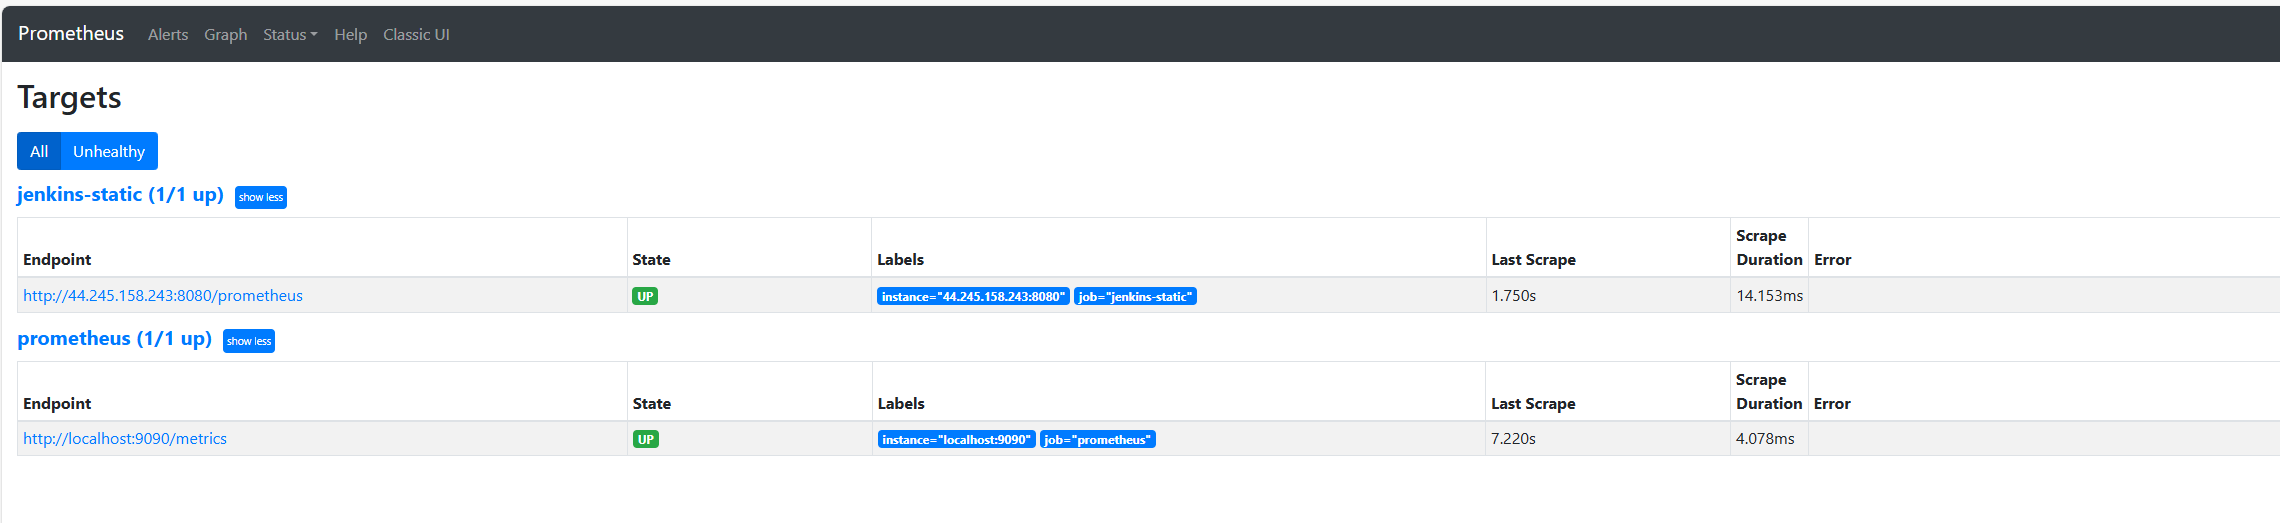 Prometheus Alerts Graph Status Help Classic UI
Targets
All Unhealthy
jenkins-static (1/1 up) show less
Endpoint State Labels Last Scrape Scrape Duration Error
http://44.245.158.243:8080/prometheus UP instance="44.245.158.243:8080" job="jenkins-static" 1.750s 14.153ms
prometheus (1/1 up) show less
Endpoint State Labels Last Scrape Scrape Duration Error
http://localhost:9090/metrics UP instance="localhost:9090" job="prometheus" 7.220s 4.078ms